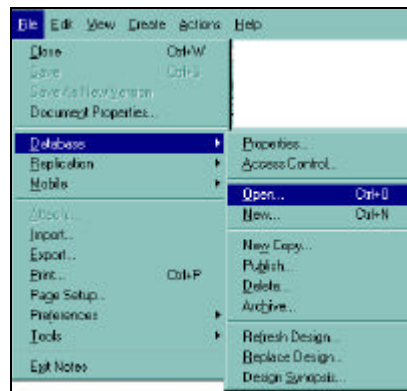 File Edit View Create Actions Help
Close Ctrl+W
Save Ctrl+S
Save As New Version
Document Properties...
Database
Replication
Mobile
Attach...
Import...
Export...
Print... Ctrl+P
Page Setup...
Preferences
Tools
Exit Notes
Properties...
Access Control...
Open... Ctrl+O
New... Ctrl+N
New Copy...
Publish...
Delete...
Archive...
Refresh Design...
Replace Design...
Design Synopsis...